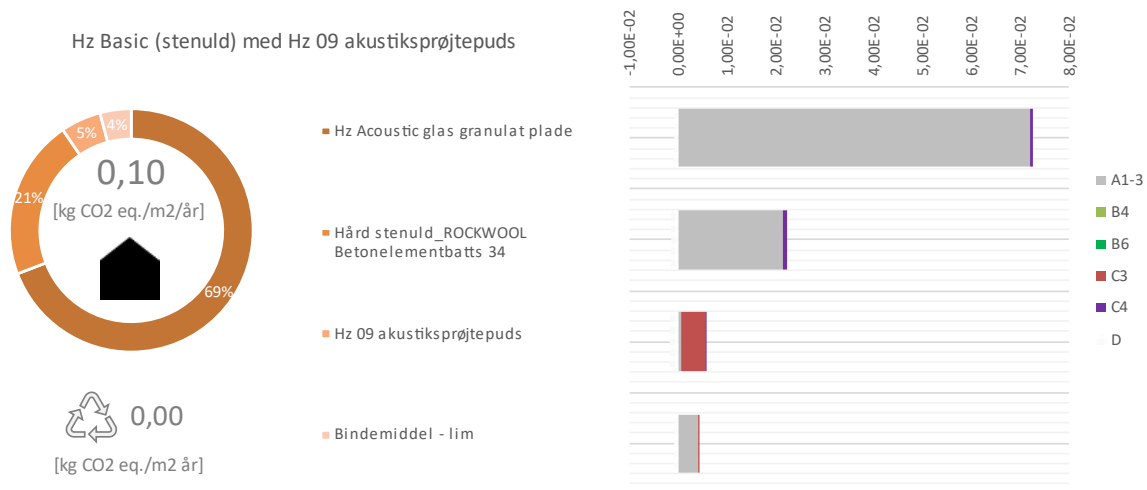 Hz Basic (stenuld) med Hz 09 akustiksprøjtepuds
4%
5%
21%
69%
0,10
[kg CO2 eq./m2/år]
0,00
[kg CO2 eq./m2 år]
Hz Acoustic glas granulat plade
Hård stenuld_ROCKWOOL
Betonelementbatts 34
Hz 09 akustiksprøjtepuds
Bindemiddel - lim
-1,00E-02
0,00E+00
1,00E-02
2,00E-02
3,00E-02
4,00E-02
5,00E-02
6,00E-02
7,00E-02
8,00E-02
A1-3
B4
B6
C3
C4
D